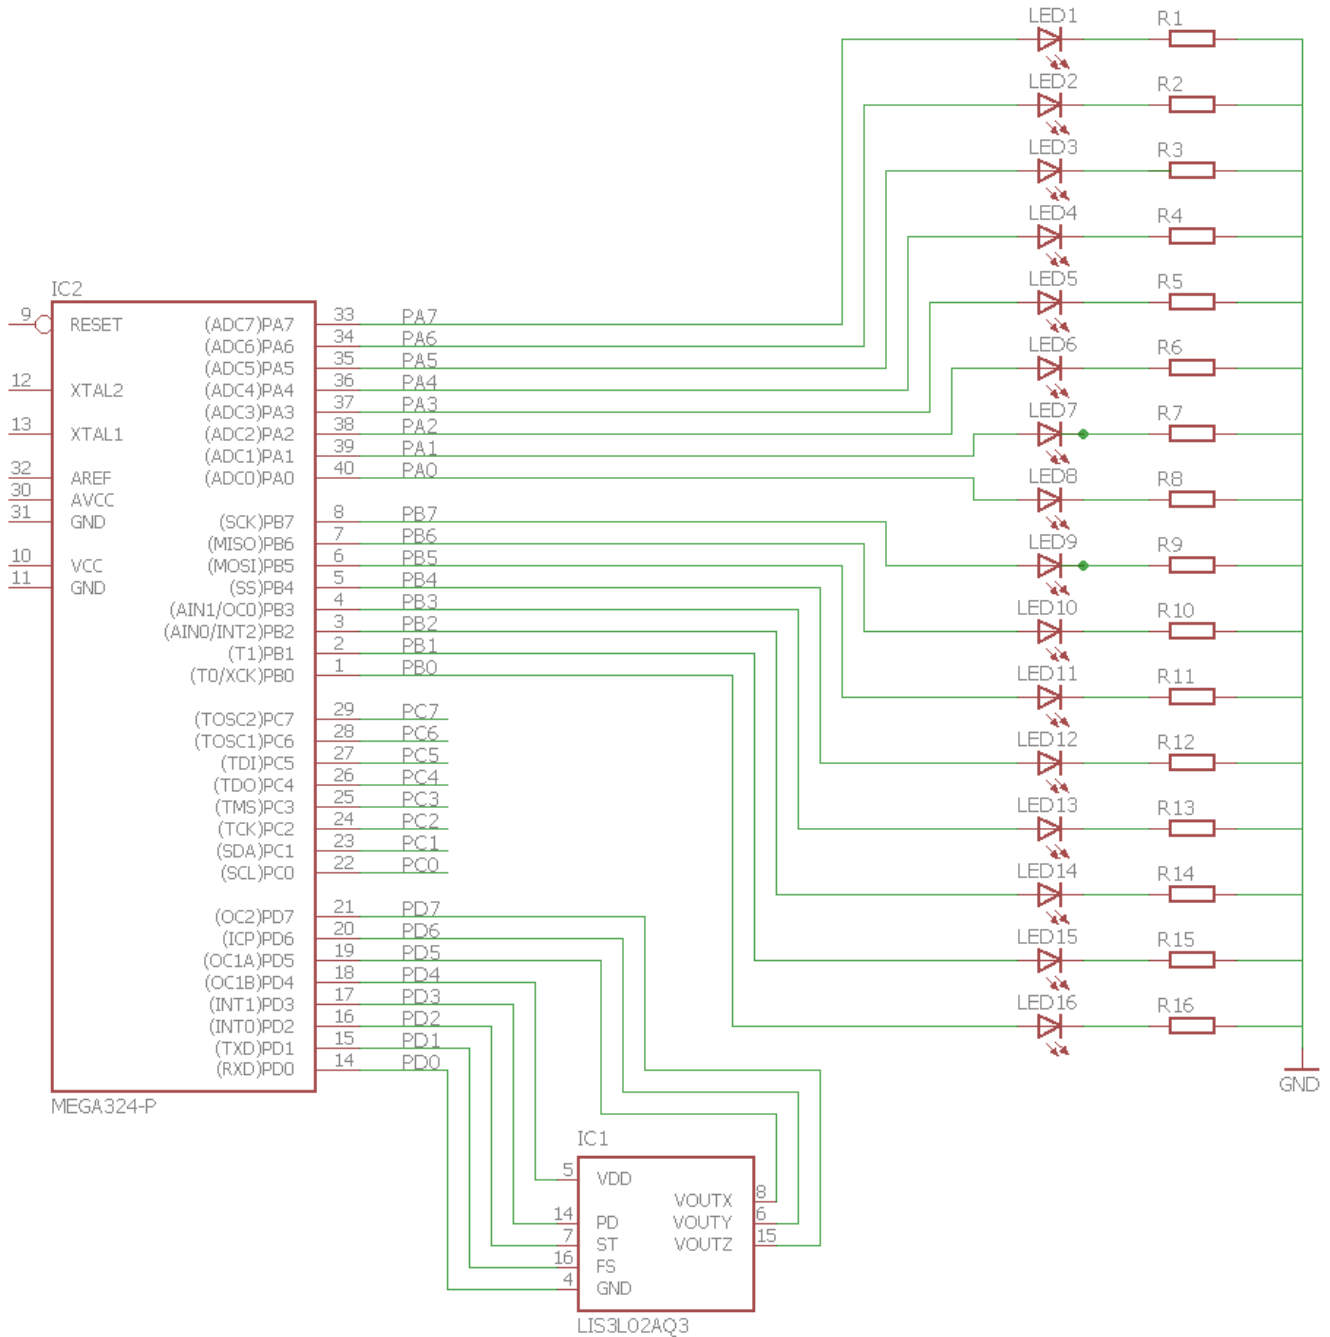 LED1 R1
LED2 R2
LED3 R3
LED4 R4
LED5 R5
LED6 R6
LED7 R7
LED8 R8
LED9 R9
LED10 R10
LED11 R11
LED12 R12
LED13 R13
LED14 R14
LED15 R15
LED16 R16
GND
IC2
9 RESET (ADC7)PA7 33 PA7
(ADC6)PA6 34 PA6
(ADC5)PA5 35 PA5
12 XTAL2 (ADC4)PA4 36 PA4
(ADC3)PA3 37 PA3
13 XTAL1 (ADC2)PA2 38 PA2
(ADC1)PA1 39 PA1
32 AREF (ADC0)PA0 40 PA0
30 AVCC
31 GND (SCK)PB7 8 PB7
(MISO)PB6 7 PB6
10 VCC (MOSI)PB5 6 PB5
11 GND (SS)PB4 5 PB4
(AIN1/OC0)PB3 4 PB3
(AIN0/INT2)PB2 3 PB2
(T1)PB1 2 PB1
(T0/XCK)PB0 1 PB0
(TOSC2)PC7 29 PC7
(TOSC1)PC6 28 PC6
(TDI)PC5 27 PC5
(TDO)PC4 26 PC4
(TMS)PC3 25 PC3
(TCK)PC2 24 PC2
(SDA)PC1 23 PC1
(SCL)PC0 22 PC0
(OC2)PD7 21 PD7
(ICP)PD6 20 PD6
(OC1A)PD5 19 PD5
(OC1B)PD4 18 PD4
(INT1)PD3 17 PD3
(INT0)PD2 16 PD2
(TXD)PD1 15 PD1
(RXD)PD0 14 PD0
MEGA324-P
IC1
5 VDD
VOUTX 8
14 PD VOUTY 6
7 ST VOUTZ 15
16 FS
4 GND
LIS3L02AQ3